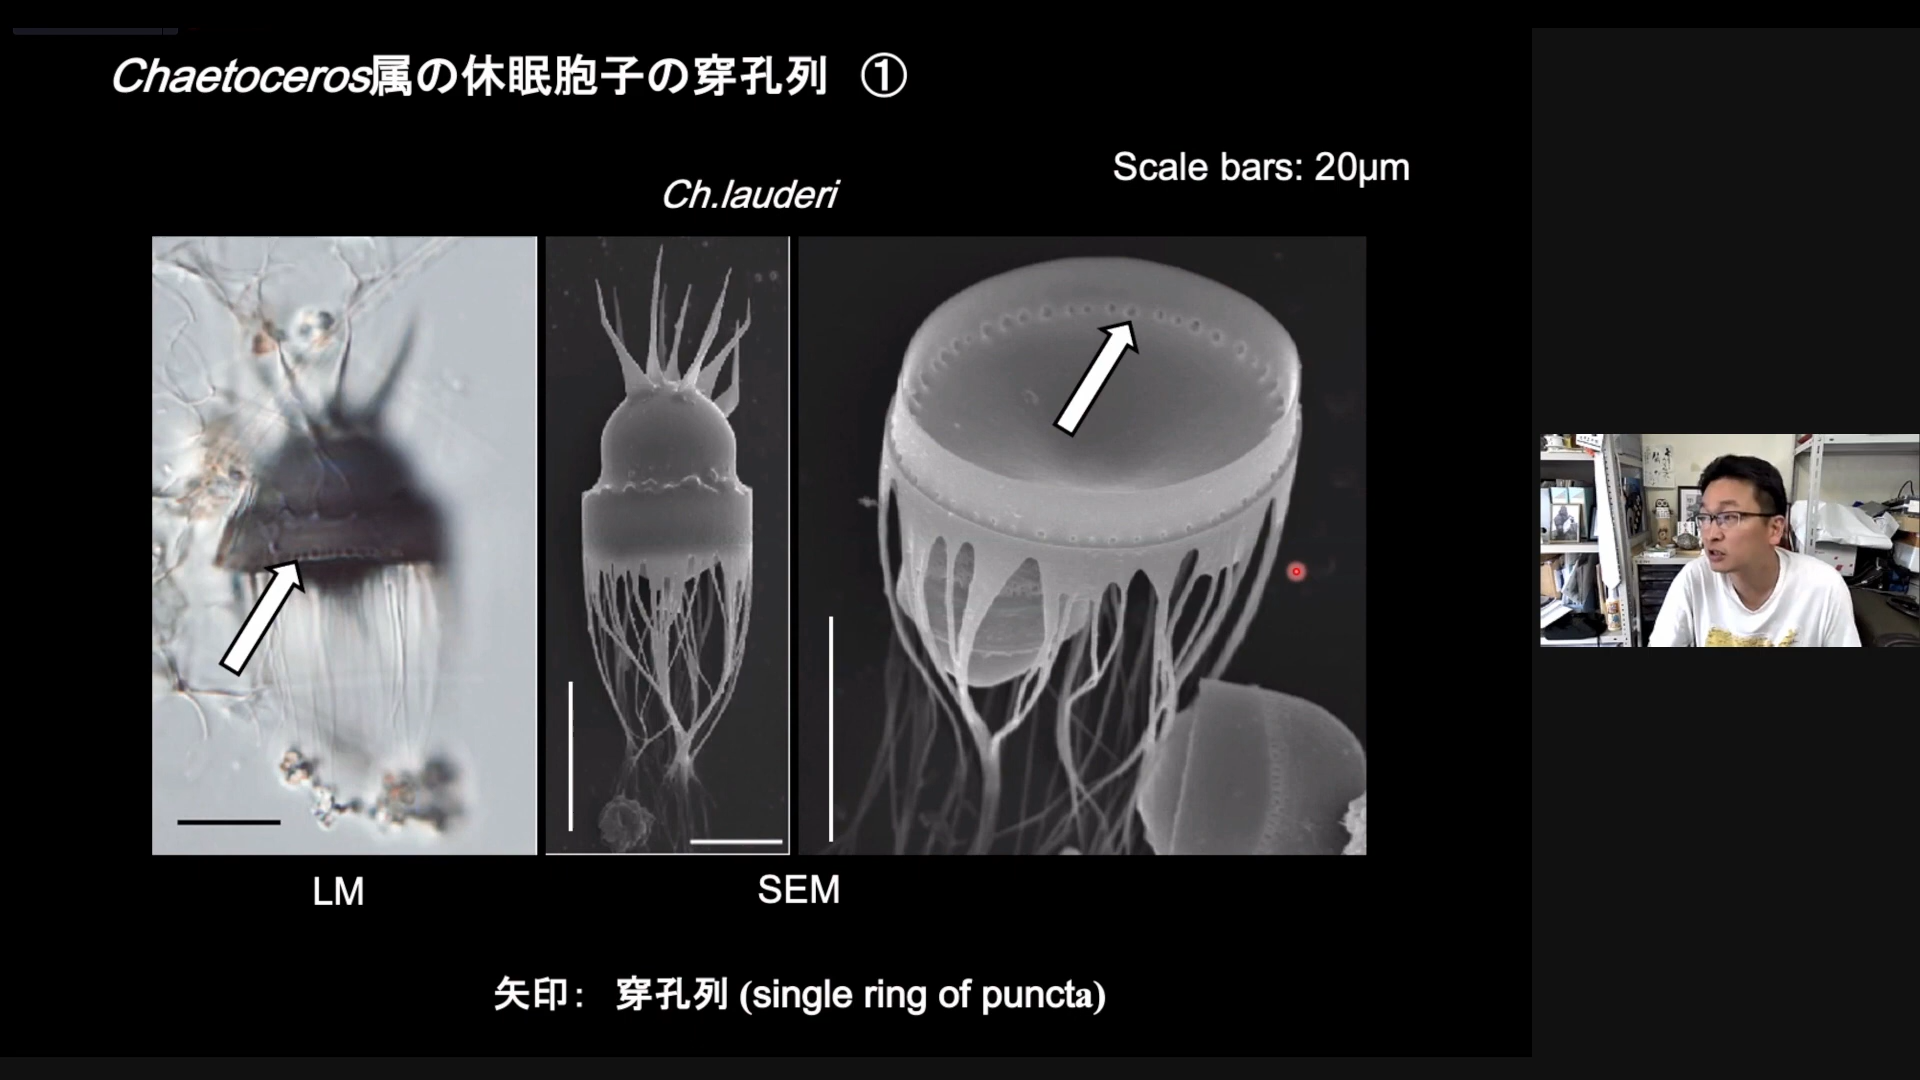 Chaetoceros属の休眠胞子の穿孔列 ①
Scale bars: 20μm
Ch.lauderi
LM
SEM
矢印： 穿孔列 (single ring of puncta)